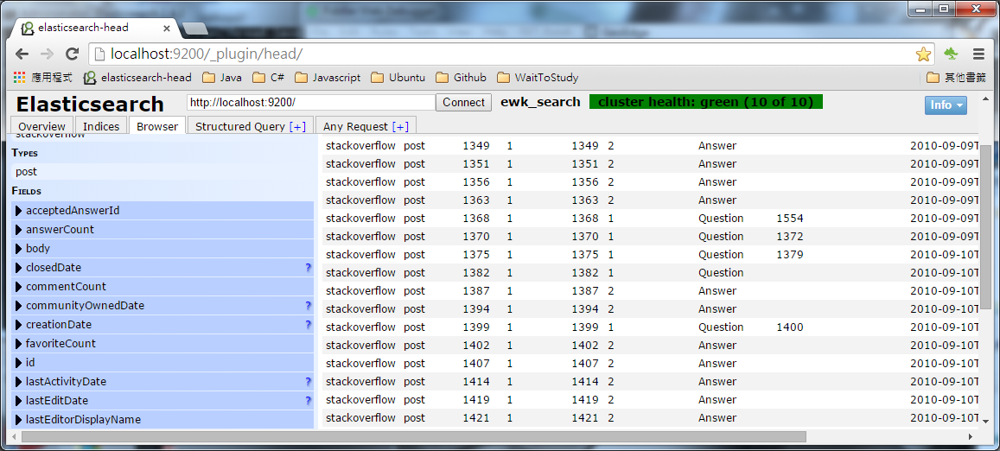 elasticsearch-head
localhost:9200/_plugin/head/
應用程式 elasticsearch-head Java C# Javascript Ubuntu Github WaitToStudy 其他書籤
Elasticsearch http://localhost:9200/ Connect ewk_search cluster health: green (10 of 10) Info
Overview Indices Browser Structured Query [+] Any Request [+]
stackoverflow
Types
post
Fields
acceptedAnswerId
answerCount
body
closedDate ?
commentCount
communityOwnedDate ?
creationDate ?
favoriteCount
id
lastActivityDate ?
lastEditDate ?
lastEditorDisplayName
stackoverflow post 1349 1 1349 2 Answer 2010-09-09T
stackoverflow post 1351 1 1351 2 Answer 2010-09-09T
stackoverflow post 1356 1 1356 2 Answer 2010-09-09T
stackoverflow post 1363 1 1363 2 Answer 2010-09-09T
stackoverflow post 1368 1 1368 1 Question 1554 2010-09-09T
stackoverflow post 1370 1 1370 1 Question 1372 2010-09-09T
stackoverflow post 1375 1 1375 1 Question 1379 2010-09-10T
stackoverflow post 1382 1 1382 1 Question 2010-09-10T
stackoverflow post 1387 1 1387 2 Answer 2010-09-10T
stackoverflow post 1394 1 1394 2 Answer 2010-09-10T
stackoverflow post 1399 1 1399 1 Question 1400 2010-09-10T
stackoverflow post 1402 1 1402 2 Answer 2010-09-10T
stackoverflow post 1407 1 1407 2 Answer 2010-09-10T
stackoverflow post 1414 1 1414 2 Answer 2010-09-10T
stackoverflow post 1419 1 1419 2 Answer 2010-09-10T
stackoverflow post 1421 1 1421 2 Answer 2010-09-10T